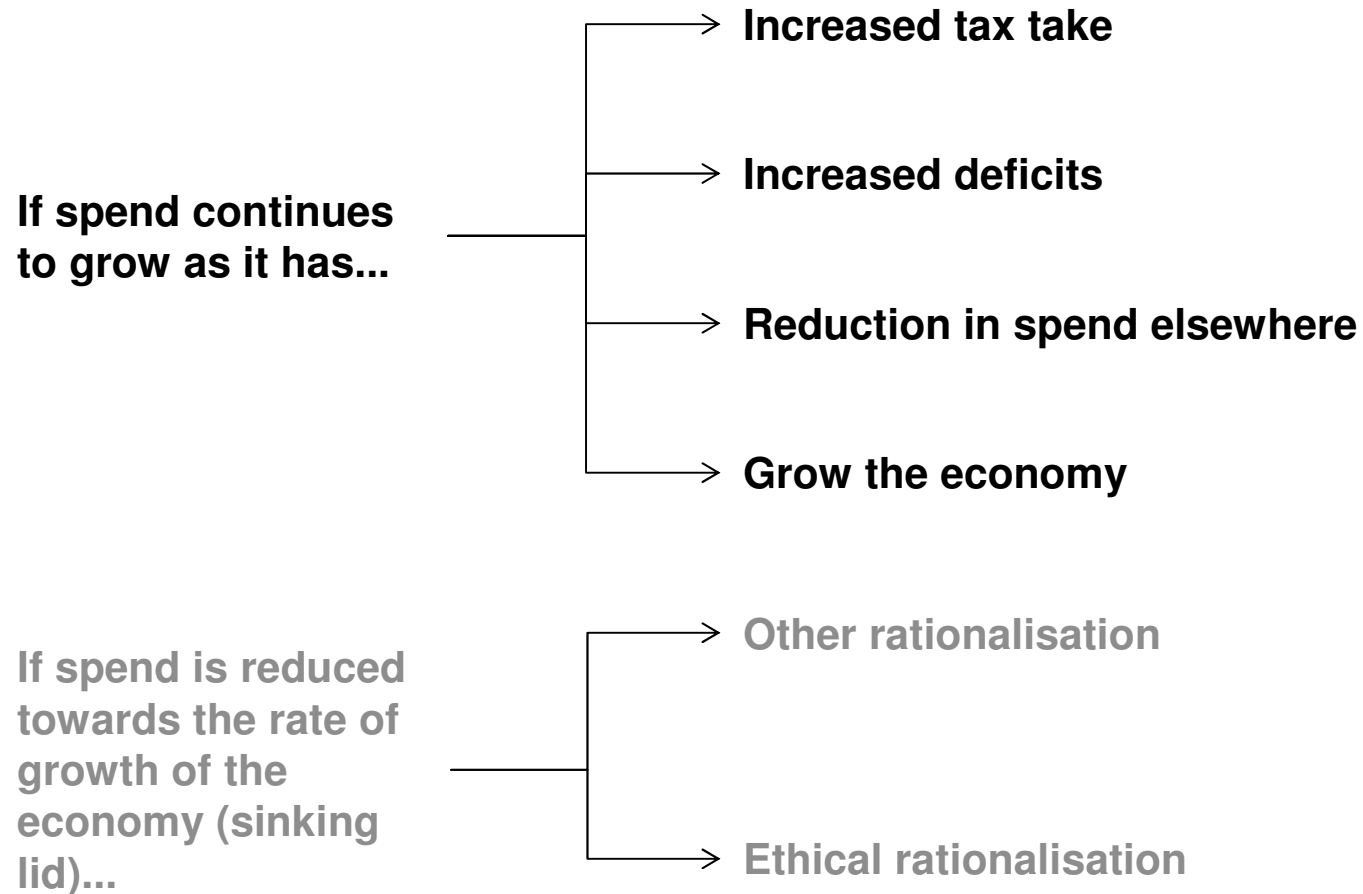 If spend continues
to grow as it has...
Increased tax take
Increased deficits
Reduction in spend elsewhere
Grow the economy
If spend is reduced
towards the rate of
growth of the
economy (sinking
lid)...
Other rationalisation
Ethical rationalisation